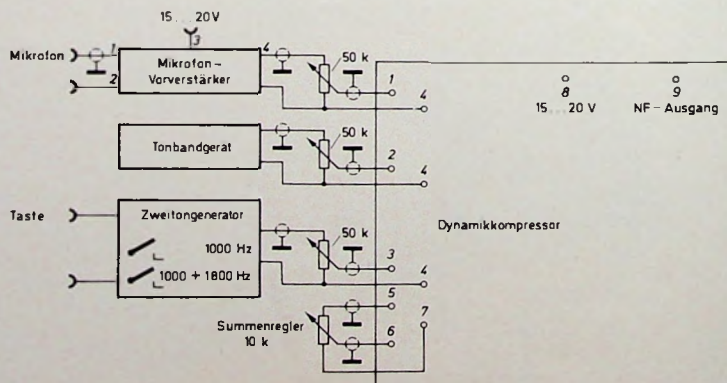 15...20V
3
Mikrofon
1
2
Mikrofon-
Vorverstärker
4
50 k
1
4
8
15...20 V
9
NF-Ausgang
Tonbandgerät
50 k
2
4
Taste
Zweitongenerator
1000 Hz
1000 + 1800 Hz
50 k
3
4
Dynamikkompressor
Summenregler
10 k
5
6
7